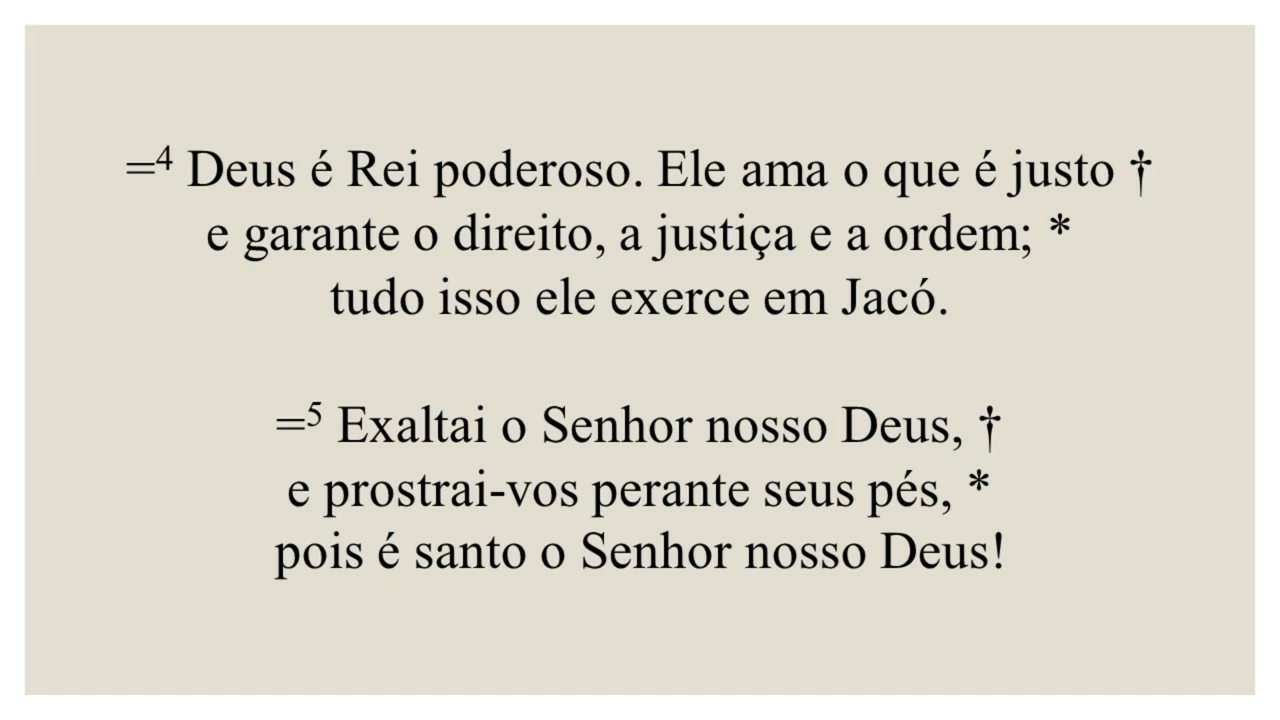 =⁴ Deus é Rei poderoso. Ele ama o que é justo †
e garante o direito, a justiça e a ordem; *
tudo isso ele exerce em Jacó.
=⁵ Exaltai o Senhor nosso Deus, †
e prostrai-vos perante seus pés, *
pois é santo o Senhor nosso Deus!